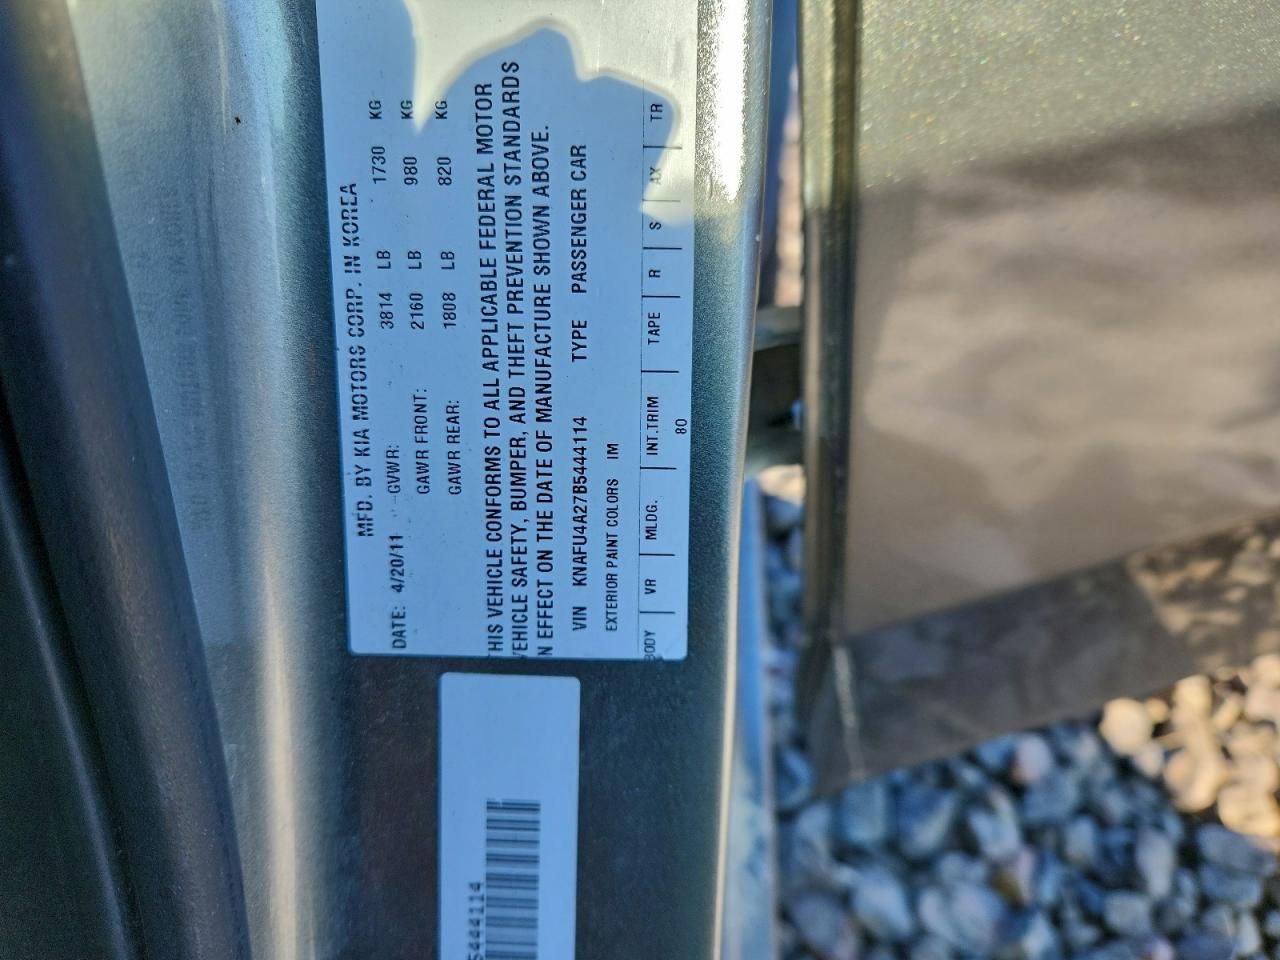 MFD. BY KIA MOTORS CORP. IN KOREA
DATE: 4/20/11 GVWR: 3814 LB 1730 KG
GAWR FRONT: 2160 LB 980 KG
GAWR REAR: 1808 LB 820 KG
THIS VEHICLE CONFORMS TO ALL APPLICABLE FEDERAL MOTOR
VEHICLE SAFETY, BUMPER, AND THEFT PREVENTION STANDARDS
IN EFFECT ON THE DATE OF MANUFACTURE SHOWN ABOVE.
VIN KNAFU4A27B5444114 TYPE PASSENGER CAR
EXTERIOR PAINT COLORS IM
BODY VR MLDG. INT.TRIM TAPE R S AX TR
80
5444114